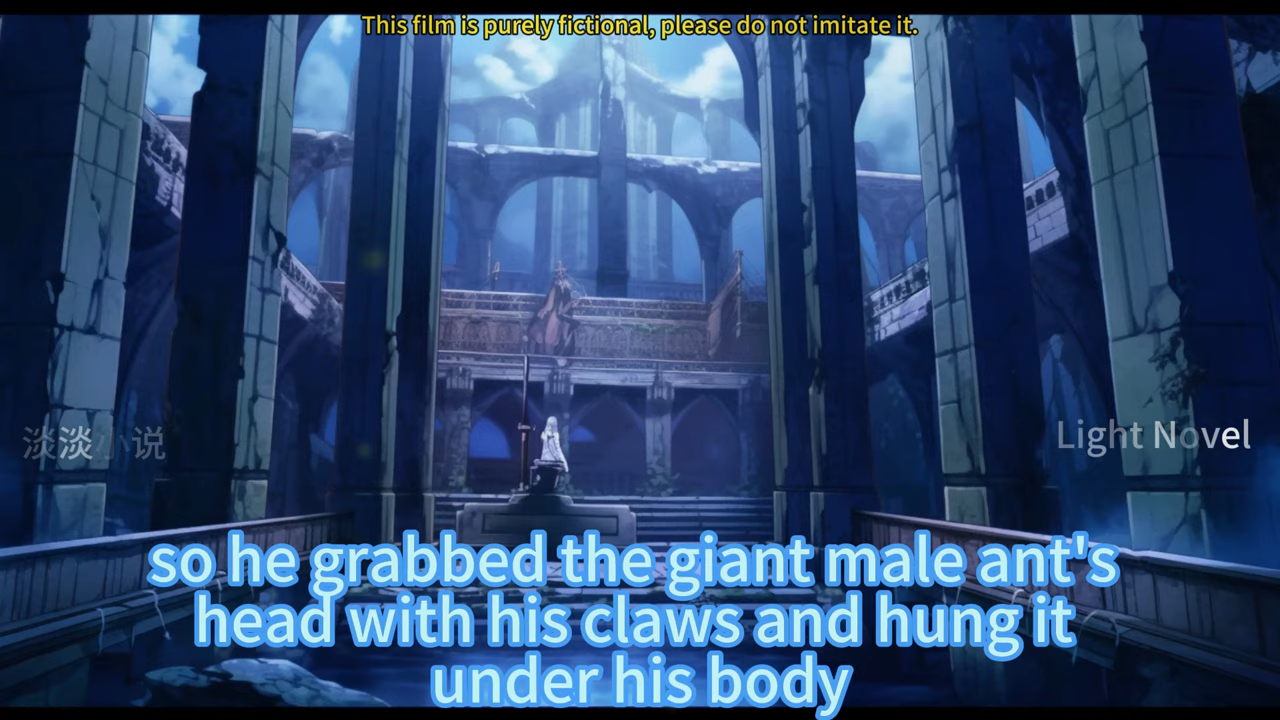 This film is purely fictional, please do not imitate it.
淡淡小说
Light Novel
so he grabbed the giant male ant's
head with his claws and hung it
under his body